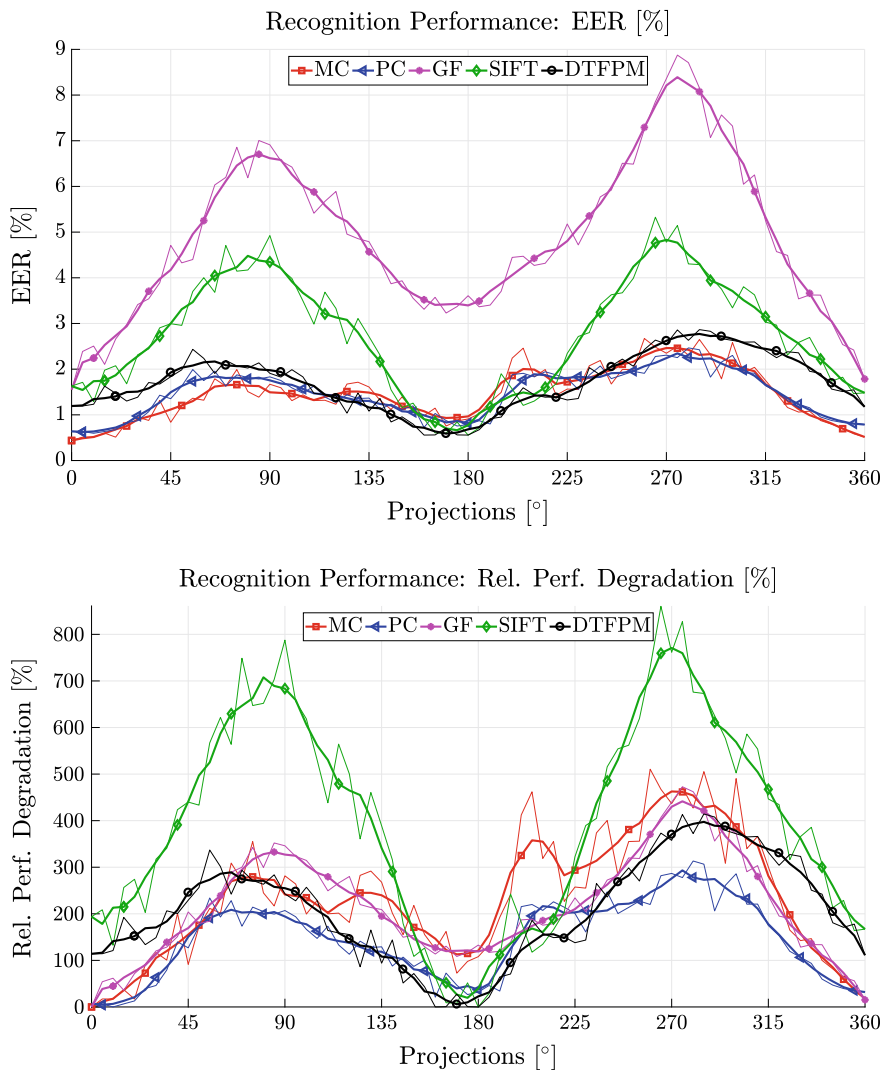 Recognition Performance: EER [%]
MC PC GF SIFT DTFPM
EER [%]
9
8
7
6
5
4
3
2
1
0
0 45 90 135 180 225 270 315 360
Projections [°]
Recognition Performance: Rel. Perf. Degradation [%]
MC PC GF SIFT DTFPM
Rel. Perf. Degradation [%]
800
700
600
500
400
300
200
100
0
0 45 90 135 180 225 270 315 360
Projections [°]